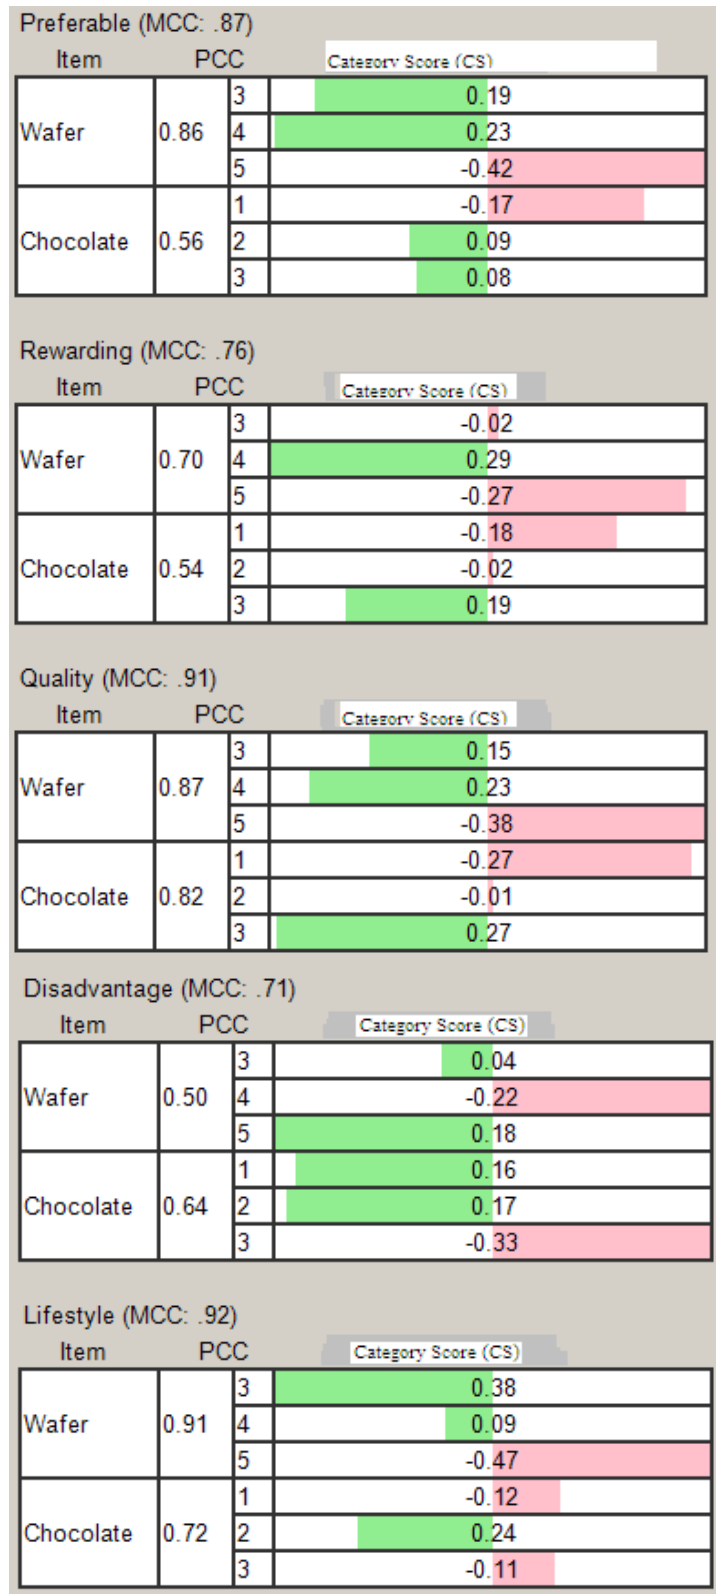 Preferable (MCC: .87)
Item PCC Category Score (CS)
3 0.19
Wafer 0.86 4 0.23
5 -0.42
1 -0.17
Chocolate 0.56 2 0.09
3 0.08
Rewarding (MCC: .76)
Item PCC Category Score (CS)
3 -0.02
Wafer 0.70 4 0.29
5 -0.27
1 -0.18
Chocolate 0.54 2 -0.02
3 0.19
Quality (MCC: .91)
Item PCC Category Score (CS)
3 0.15
Wafer 0.87 4 0.23
5 -0.38
1 -0.27
Chocolate 0.82 2 -0.01
3 0.27
Disadvantage (MCC: .71)
Item PCC Category Score (CS)
3 0.04
Wafer 0.50 4 -0.22
5 0.18
1 0.16
Chocolate 0.64 2 0.17
3 -0.33
Lifestyle (MCC: .92)
Item PCC Category Score (CS)
3 0.38
Wafer 0.91 4 0.09
5 -0.47
1 -0.12
Chocolate 0.72 2 0.24
3 -0.11